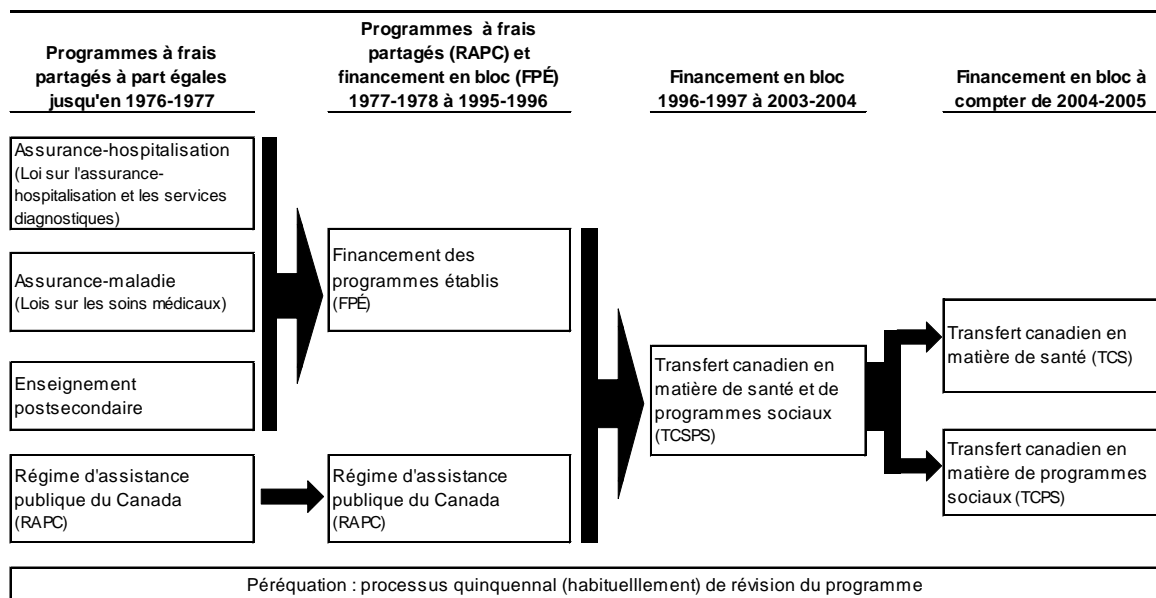 Programmes à frais
partagés à part égales
jusqu'en 1976-1977
Programmes à frais
partagés (RAPC) et
financement en bloc (FPÉ)
1977-1978 à 1995-1996
Financement en bloc
1996-1997 à 2003-2004
Financement en bloc à
compter de 2004-2005
Assurance-hospitalisation
(Loi sur l'assurance-
hospitalisation et les services
diagnostiques)
Assurance-maladie
(Lois sur les soins médicaux)
Enseignement
postsecondaire
Régime d'assistance
publique du Canada
(RAPC)
Financement des
programmes établis
(FPÉ)
Régime d'assistance
publique du Canada
(RAPC)
Transfert canadien en
matière de santé et de
programmes sociaux
(TCSPS)
Transfert canadien en
matière de santé (TCS)
Transfert canadien en
matière de programmes
sociaux (TCPS)
Péréquation : processus quinquennal (habituelllement) de révision du programme